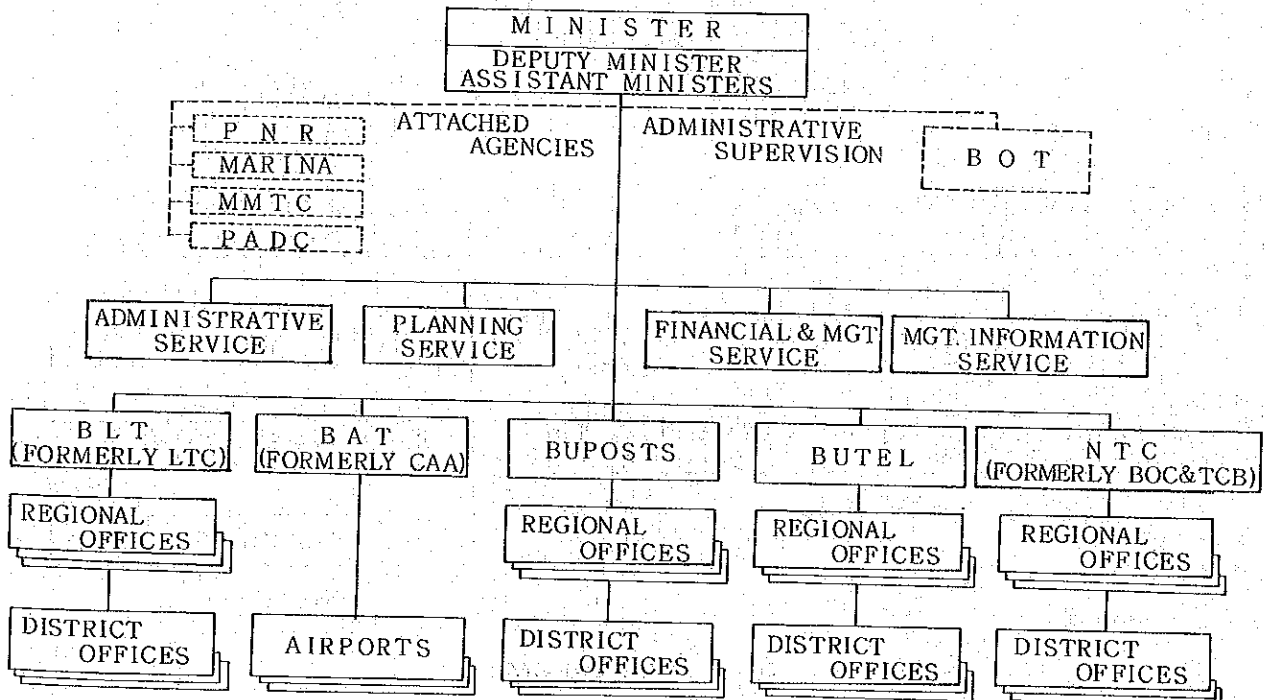 MINISTER
DEPUTY MINISTER
ASSISTANT MINISTERS
ATTACHED
AGENCIES
PNR
MARINA
MMTC
PADC
ADMINISTRATIVE
SUPERVISION
BOT
ADMINISTRATIVE
SERVICE
PLANNING
SERVICE
FINANCIAL & MGT
SERVICE
MGT. INFORMATION
SERVICE
BLT
(FORMERLY LTC)
BAT
(FORMERLY CAA)
BUPOSTS
BUTEL
NTC
(FORMERLY BOC&TCB)
REGIONAL
OFFICES
REGIONAL
OFFICES
REGIONAL
OFFICES
REGIONAL
OFFICES
DISTRICT
OFFICES
AIRPORTS
DISTRICT
OFFICES
DISTRICT
OFFICES
DISTRICT
OFFICES